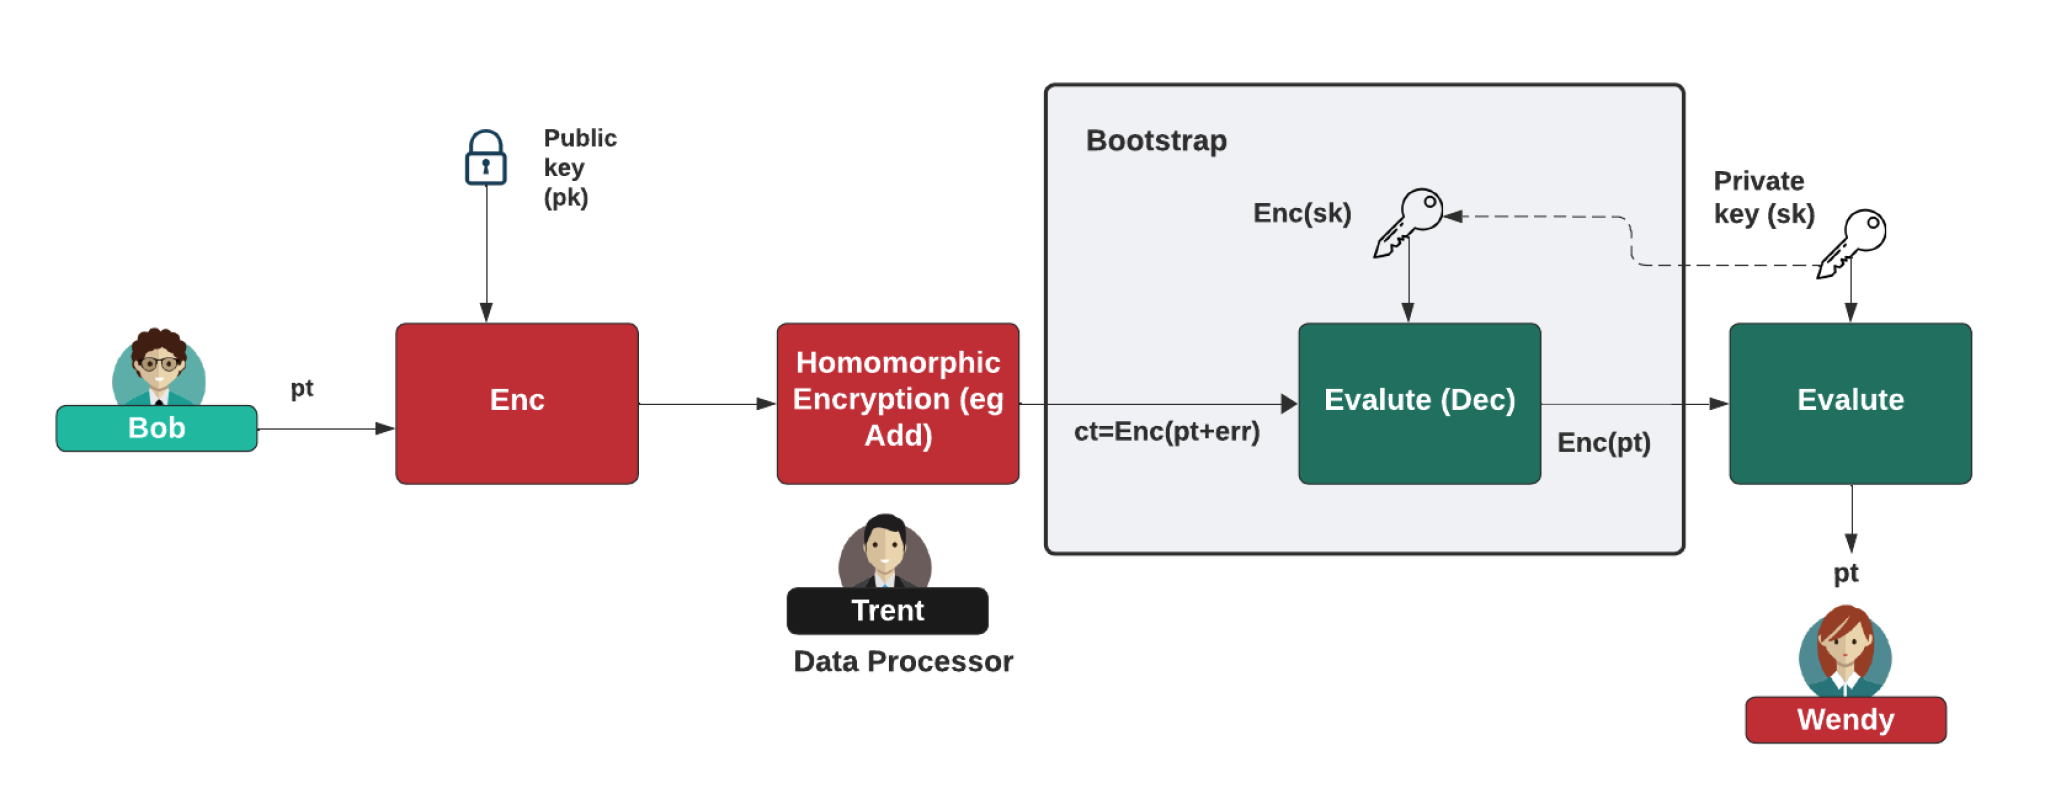 Bootstrap
Public
key
(pk)
Private
key (sk)
Enc(sk)
Bob
pt
Enc
Homomorphic
Encryption (eg
Add)
ct=Enc(pt+err)
Evalute (Dec)
Enc(pt)
Evalute
pt
Trent
Data Processor
Wendy